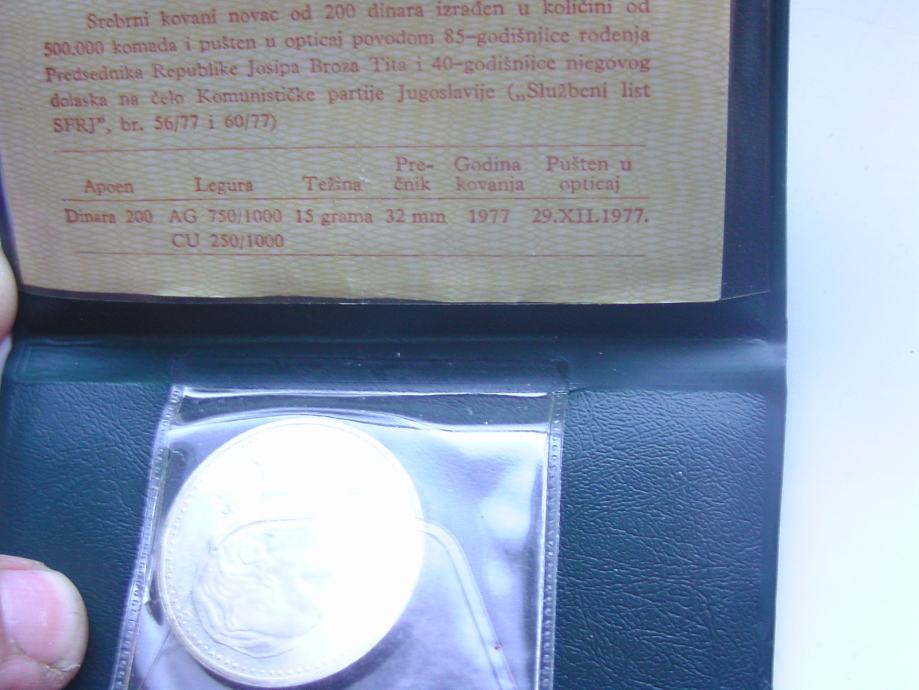 Srebrni kovani novac od 200 dinara izrađen u količini od
500.000 komada i pušten u opticaj povodom 85-godišnjice rođenja
Predsednika Republike Josipa Broza Tita i 40-godišnjice njegovog
dolaska na čelo Komunističke partije Jugoslavije („Službeni list
SFRJ”, br. 56/77 i 60/77)
Apoen Legura Težina Pre-čnik Godina kovanja Pušten u opticaj
Dinara 200 AG 750/1000 15 grama 32 mm 1977 29.XII.1977.
CU 250/1000